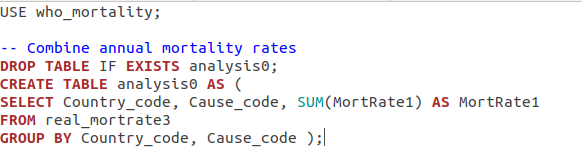 USE who_mortality;
-- Combine annual mortality rates
DROP TABLE IF EXISTS analysis0;
CREATE TABLE analysis0 AS (
SELECT Country_code, Cause_code, SUM(MortRate1) AS MortRate1
FROM real_mortrate3
GROUP BY Country_code, Cause_code );